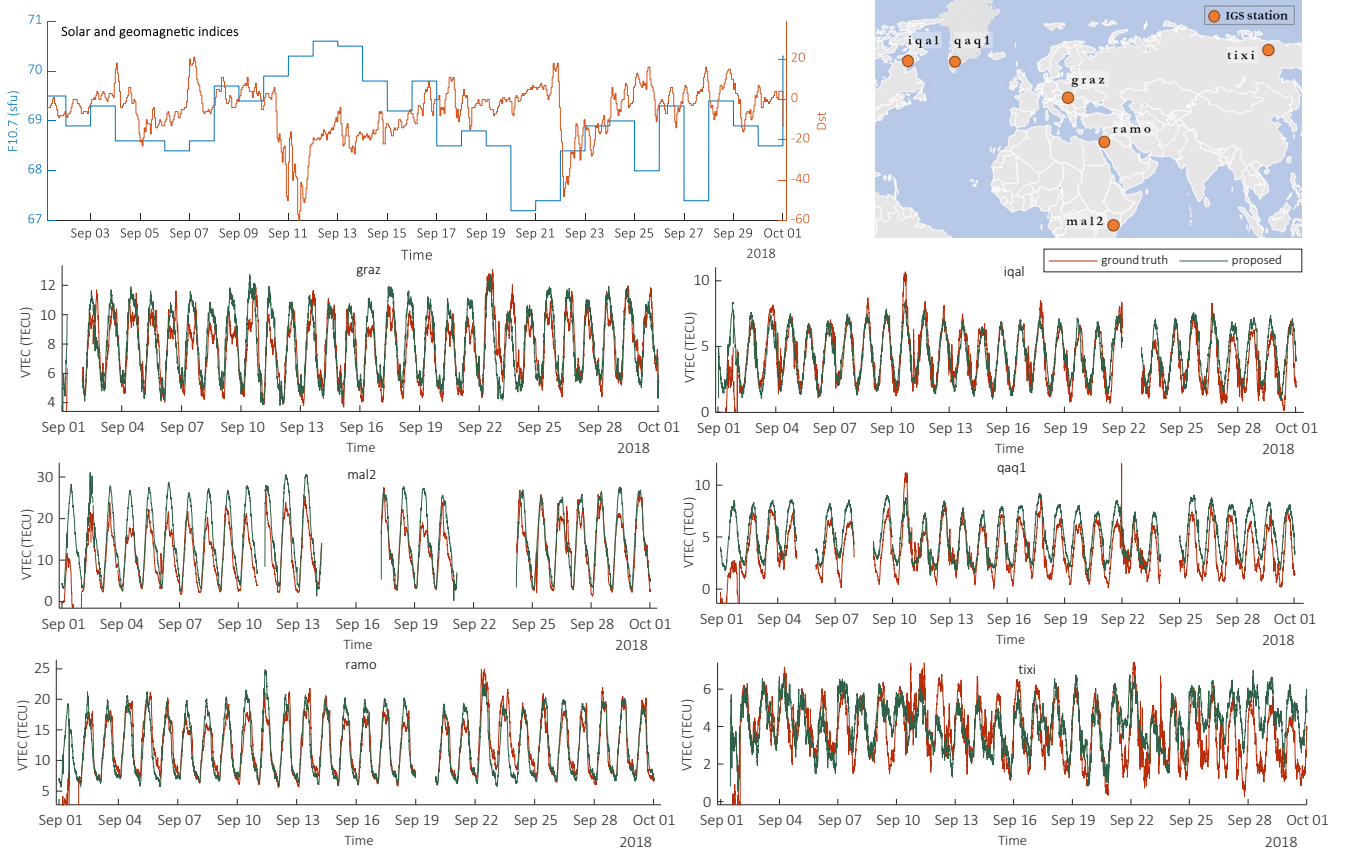 Solar and geomagnetic indices
71
70
69
68
67
F10.7 (sfu)
20
0
-20
-40
-60
Dst
Sep 03 Sep 05 Sep 07 Sep 09 Sep 11 Sep 13 Sep 15 Sep 17 Sep 19 Sep 21 Sep 23 Sep 25 Sep 27 Sep 29 Oct 01
Time
2018
IGS station
iqal qaq1
tixi
graz
ramo
mal2
ground truth proposed
graz
12
10
8
6
4
VTEC (TECU)
Sep 01 Sep 04 Sep 07 Sep 10 Sep 13 Sep 16 Sep 19 Sep 22 Sep 25 Sep 28 Oct 01
Time
2018
iqal
10
5
0
VTEC (TECU)
Sep 01 Sep 04 Sep 07 Sep 10 Sep 13 Sep 16 Sep 19 Sep 22 Sep 25 Sep 28 Oct 01
Time
2018
mal2
30
20
10
0
VTEC (TECU)
Sep 01 Sep 04 Sep 07 Sep 10 Sep 13 Sep 16 Sep 19 Sep 22 Sep 25 Sep 28 Oct 01
Time
2018
qaq1
10
5
0
VTEC (TECU)
Sep 01 Sep 04 Sep 07 Sep 10 Sep 13 Sep 16 Sep 19 Sep 22 Sep 25 Sep 28 Oct 01
Time
2018
ramo
25
20
15
10
5
VTEC (TECU)
Sep 01 Sep 04 Sep 07 Sep 10 Sep 13 Sep 16 Sep 19 Sep 22 Sep 25 Sep 28 Oct 01
Time
2018
tixi
6
4
2
0
VTEC (TECU)
Sep 01 Sep 04 Sep 07 Sep 10 Sep 13 Sep 16 Sep 19 Sep 22 Sep 25 Sep 28 Oct 01
Time
2018